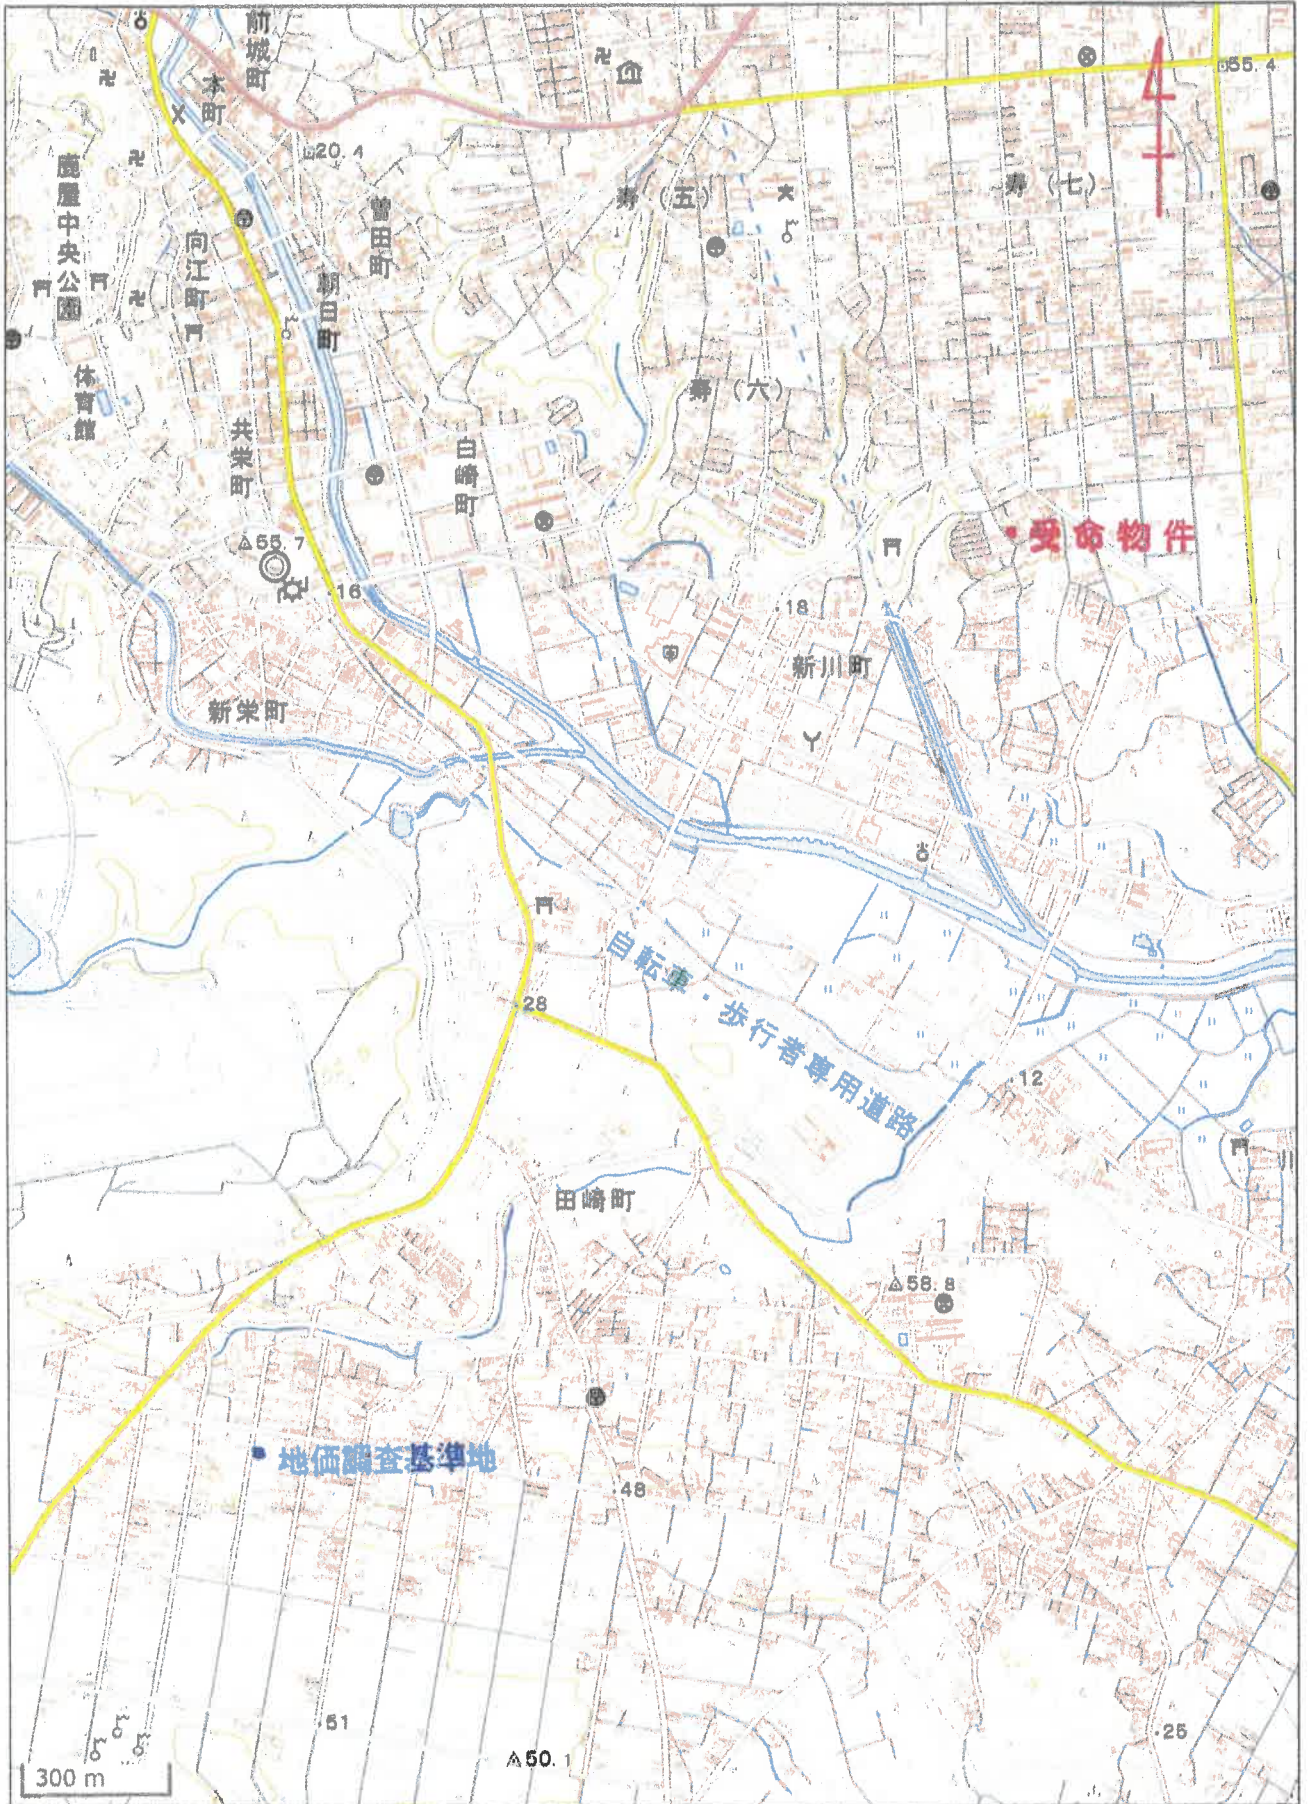 前城町
本町
55.4
20.4
鹿屋中央公園
寿(五)
寿(七)
曽田町
向江町
朝日町
体育館
寿(六)
共栄町
白崎町
55.7
受命物件
16
18
新川町
新栄町
自転車・歩行者専用道路
28
12
田崎町
川
58.8
地価調査基準地
48
51
50.1
25
300 m